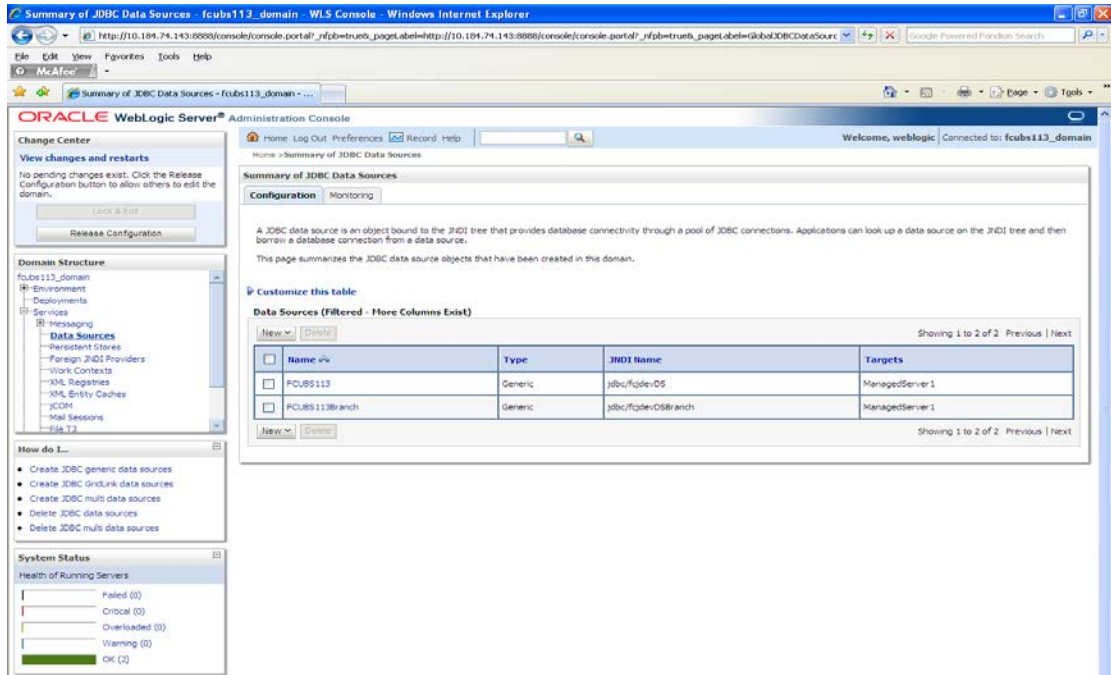 Summary of JDBC Data Sources - fcubs113_domain - WLS Console - Windows Internet Explorer
http://10.184.74.143:8888/console/console.portal?_nfpb=true&_pageLabel=http://10.184.74.143:8888/console/console.portal?_nfpb=true&_pageLabel=GlobalJDBCDataSourc
Google Powered Pandion Search
File Edit View Favorites Tools Help
McAfee
Summary of JDBC Data Sources - fcubs113_domain - ...
Page Tools
ORACLE WebLogic Server® Administration Console
Change Center
View changes and restarts
No pending changes exist. Click the Release
Configuration button to allow others to edit the
domain.
Lock & Edit
Release Configuration
Domain Structure
fcubs113_domain
Environment
Deployments
Services
Messaging
Data Sources
Persistent Stores
Foreign JNDI Providers
Work Contexts
XML Registries
XML Entity Caches
jCOM
Mail Sessions
File T3
How do I...
Create JDBC generic data sources
Create JDBC GridLink data sources
Create JDBC multi data sources
Delete JDBC data sources
Delete JDBC multi data sources
System Status
Health of Running Servers
Failed (0)
Critical (0)
Overloaded (0)
Warning (0)
OK (2)
Home Log Out Preferences Record Help
Welcome, weblogic Connected to: fcubs113_domain
Home >Summary of JDBC Data Sources
Summary of JDBC Data Sources
Configuration Monitoring
A JDBC data source is an object bound to the JNDI tree that provides database connectivity through a pool of JDBC connections. Applications can look up a data source on the JNDI tree and then
borrow a database connection from a data source.
This page summarizes the JDBC data source objects that have been created in this domain.
Customize this table
Data Sources (Filtered - More Columns Exist)
New Delete Showing 1 to 2 of 2 Previous | Next
Name Type JNDI Name Targets
FCUBS113 Generic jdbc/fcjdevDS ManagedServer1
FCUBS113Branch Generic jdbc/fcjdevDSBranch ManagedServer1
New Delete Showing 1 to 2 of 2 Previous | Next